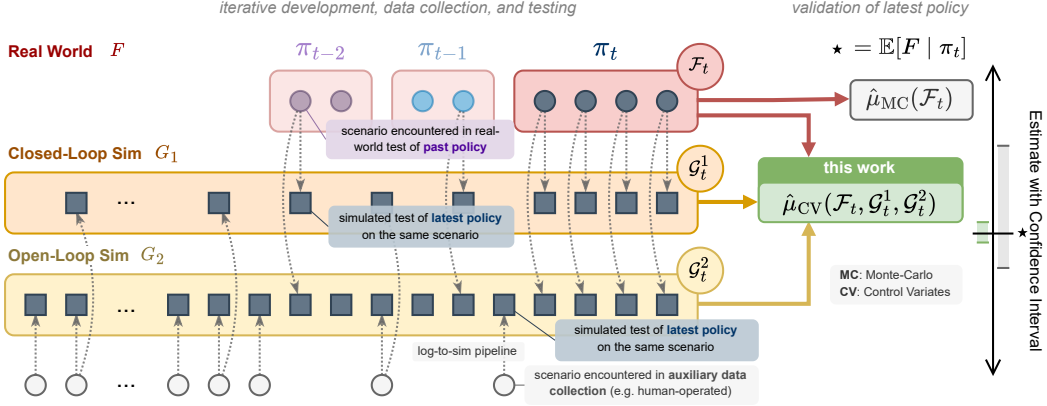 iterative development, data collection, and testing
validation of latest policy
Real World F
π_{t−2}
π_{t−1}
π_t
𝓕_t
★ = 𝔼[F | π_t]
μ̂_MC(𝓕_t)
scenario encountered in real-
world test of past policy
Closed-Loop Sim G_1
𝒢_t^1
this work
μ̂_CV(𝓕_t, 𝒢_t^1, 𝒢_t^2)
...
simulated test of latest policy
on the same scenario
Open-Loop Sim G_2
𝒢_t^2
★
MC: Monte-Carlo
CV: Control Variates
...
simulated test of latest policy
on the same scenario
log-to-sim pipeline
...
scenario encountered in auxiliary data
collection (e.g. human-operated)
Estimate with Confidence Interval